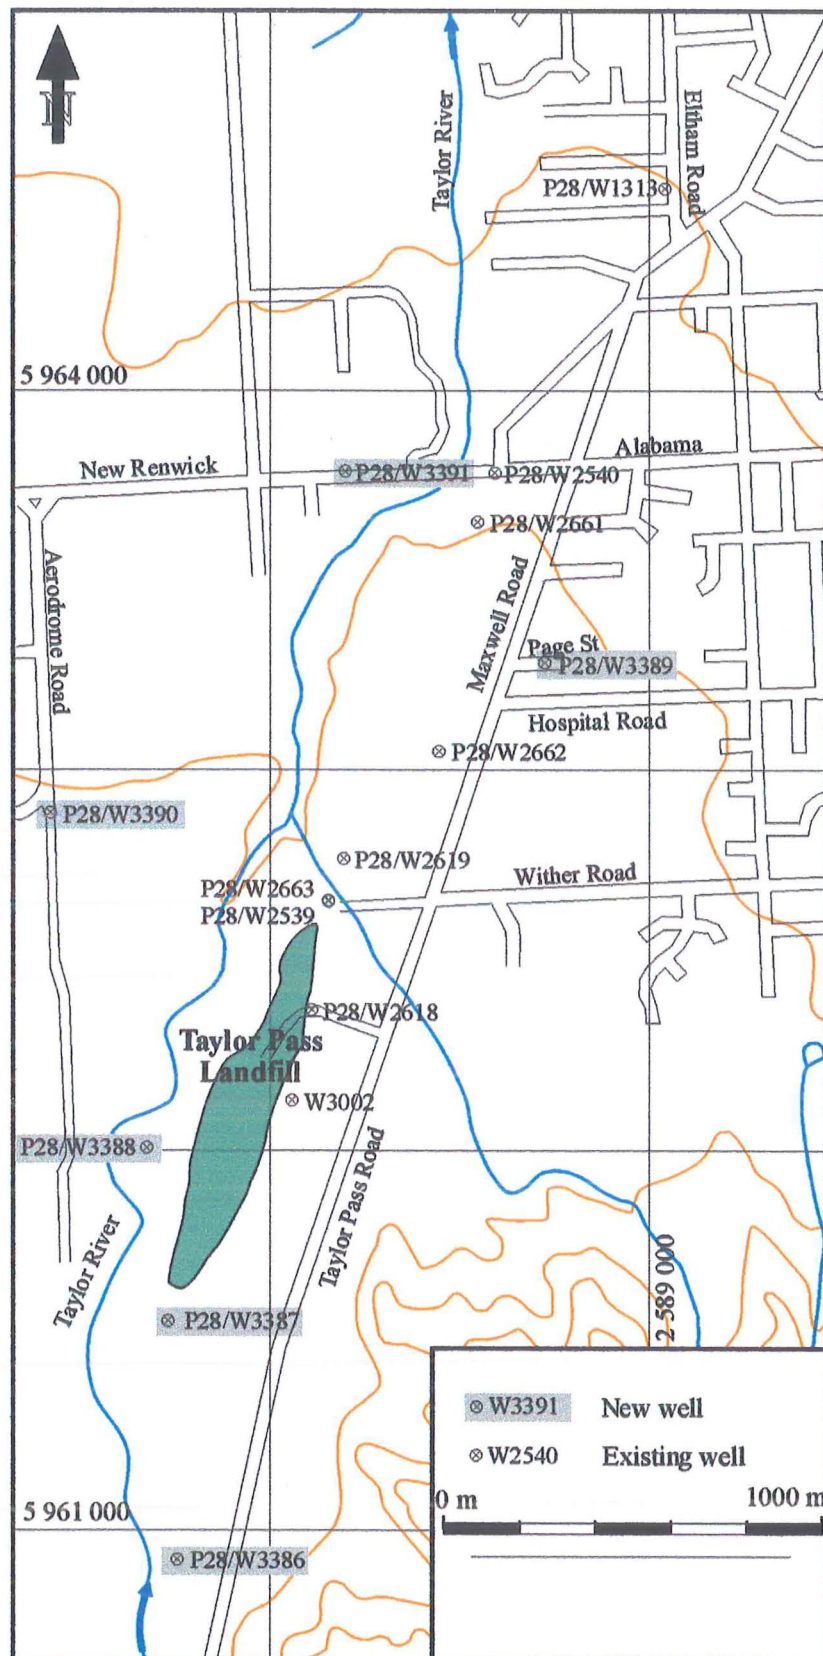 N
Taylor River
Eltham Road
P28/W1313
5 964 000
New Renwick
P28/W3391
Alabama
P28/W2540
P28/W2661
Aerodrome Road
Maxwell Road
Page St
P28/W3389
Hospital Road
P28/W2662
P28/W3390
P28/W2619
P28/W2663
Wither Road
P28/W2539
P28/W2618
Taylor Pass
Landfill
W3002
P28/W3388
Taylor Pass Road
Taylor River
P28/W3387
2 589 000
W3391 New well
W2540 Existing well
0 m 1000 m
5 961 000
P28/W3386